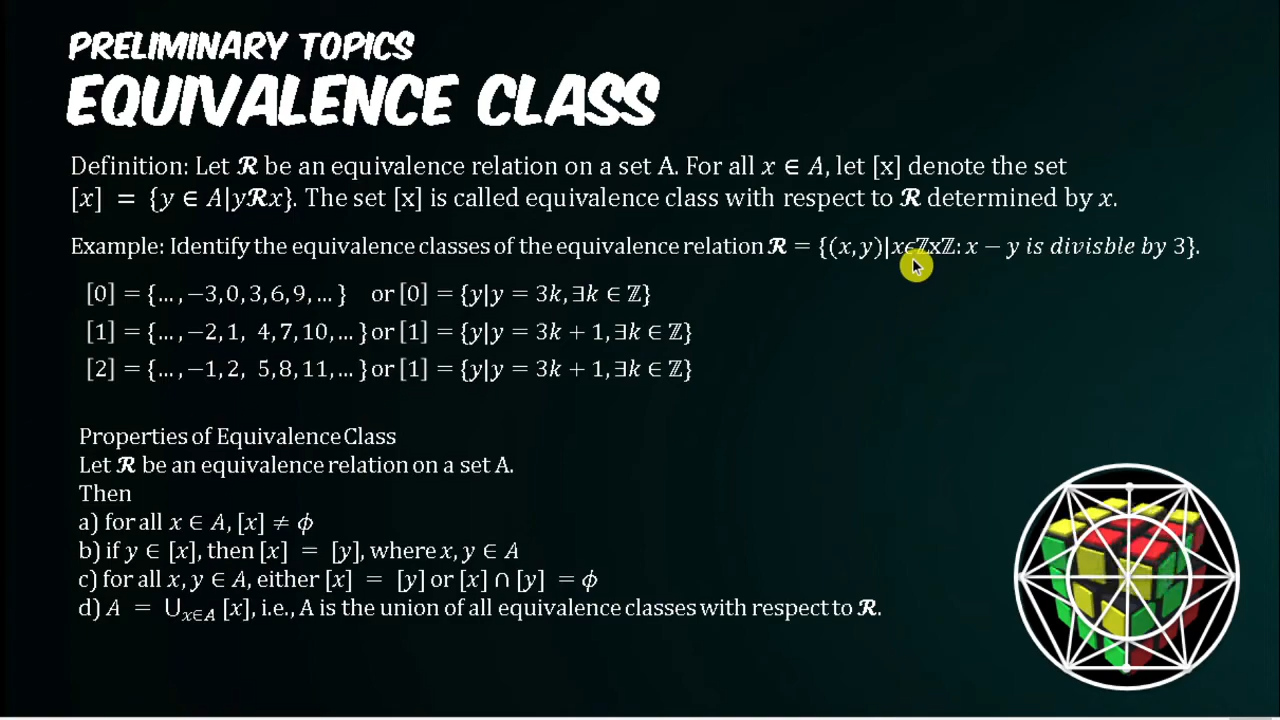 PRELIMINARY TOPICS
EQUIVALENCE CLASS
Definition: Let 𝓡 be an equivalence relation on a set A. For all x ∈ A, let [x] denote the set
[x] = {y ∈ A|y𝓡x}. The set [x] is called equivalence class with respect to 𝓡 determined by x.
Example: Identify the equivalence classes of the equivalence relation 𝓡 = {(x, y)|xϵℤxℤ: x − y is divisble by 3}.
[0] = {… , −3, 0, 3, 6, 9, … } or [0] = {y|y = 3k, ∃k ∈ ℤ}
[1] = {… , −2, 1, 4, 7, 10, … } or [1] = {y|y = 3k + 1, ∃k ∈ ℤ}
[2] = {… , −1, 2, 5, 8, 11, … } or [1] = {y|y = 3k + 1, ∃k ∈ ℤ}
Properties of Equivalence Class
Let 𝓡 be an equivalence relation on a set A.
Then
a) for all x ∈ A, [x] ≠ ϕ
b) if y ∈ [x], then [x] = [y], where x, y ∈ A
c) for all x, y ∈ A, either [x] = [y] or [x] ∩ [y] = ϕ
d) A = ⋃x∈A [x], i.e., A is the union of all equivalence classes with respect to 𝓡.